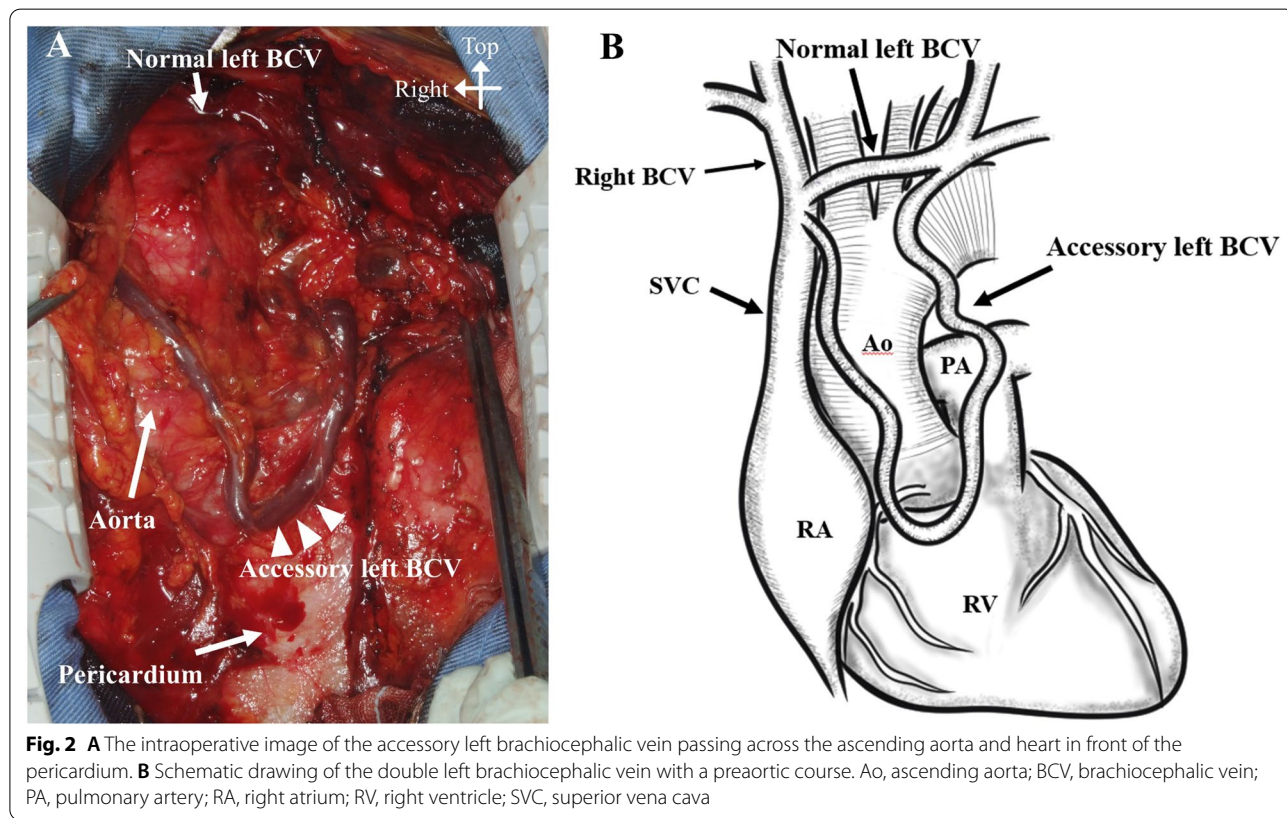 A
Normal left BCV
Top
Right
Aorta
Accessory left BCV
Pericardium
B
Normal left BCV
Right BCV
Accessory left BCV
SVC
Ao
PA
RA
RV
Fig. 2 A The intraoperative image of the accessory left brachiocephalic vein passing across the ascending aorta and heart in front of the
pericardium. B Schematic drawing of the double left brachiocephalic vein with a preaortic course. Ao, ascending aorta; BCV, brachiocephalic vein;
PA, pulmonary artery; RA, right atrium; RV, right ventricle; SVC, superior vena cava